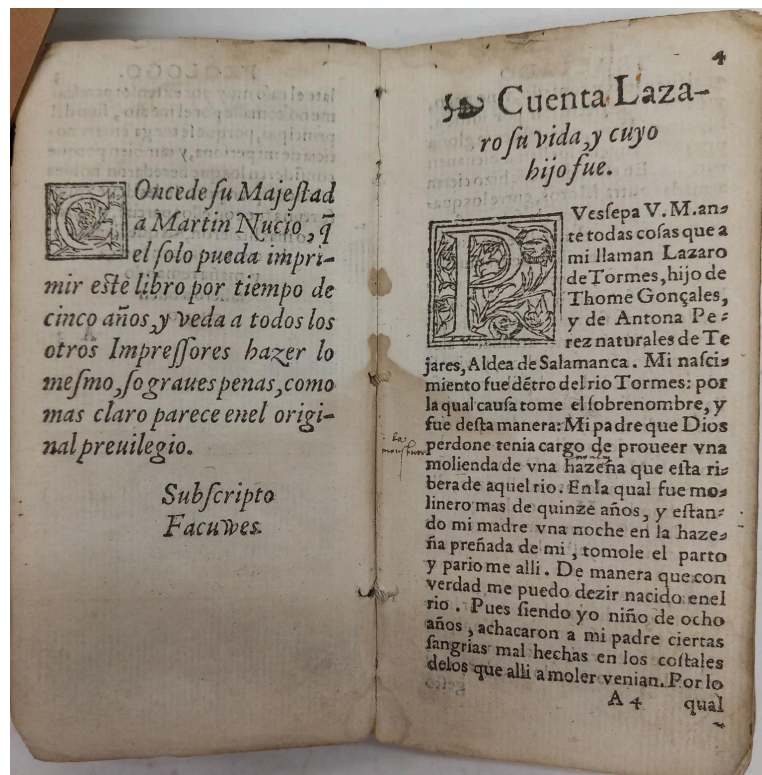 COncede su Majestad
a Martin Nucio, q̃
el solo pueda impri-
mir este libro por tiempo de
cinco años, y veda a todos los
otros Impressores hazer lo
mesmo, so graues penas, como
mas claro parece enel origi-
nal preuilegio.
Subscripto
Facuwes.
4
Cuenta Laza-
ro su vida, y cuyo
hijo fue.
PVes sepa V. M. an-
te todas cosas que a
mi llaman Lazaro
de Tormes, hijo de
Thome Gonçales,
y de Antona Pe-
rez naturales de Te
jares, Aldea de Salamanca. Mi nasci-
miento fue dẽtro del rio Tormes: por
la qual causa tome el sobrenombre, y
fue desta manera: Mi padre que Dios
perdone tenia cargo de proueer vna
molienda de vna hazeña que esta ri-
bera de aquel rio. En la qual fue mo-
linero mas de quinze años, y estan-
do mi madre vna noche en la haze-
ña preñada de mi, tomole el parto
y pario me alli. De manera que con
verdad me puedo dezir nacido enel
rio. Pues siendo yo niño de ocho
años, achacaron a mi padre ciertas
sangrias mal hechas en los costales
delos que alli a moler venian. Por lo
A 4 qual